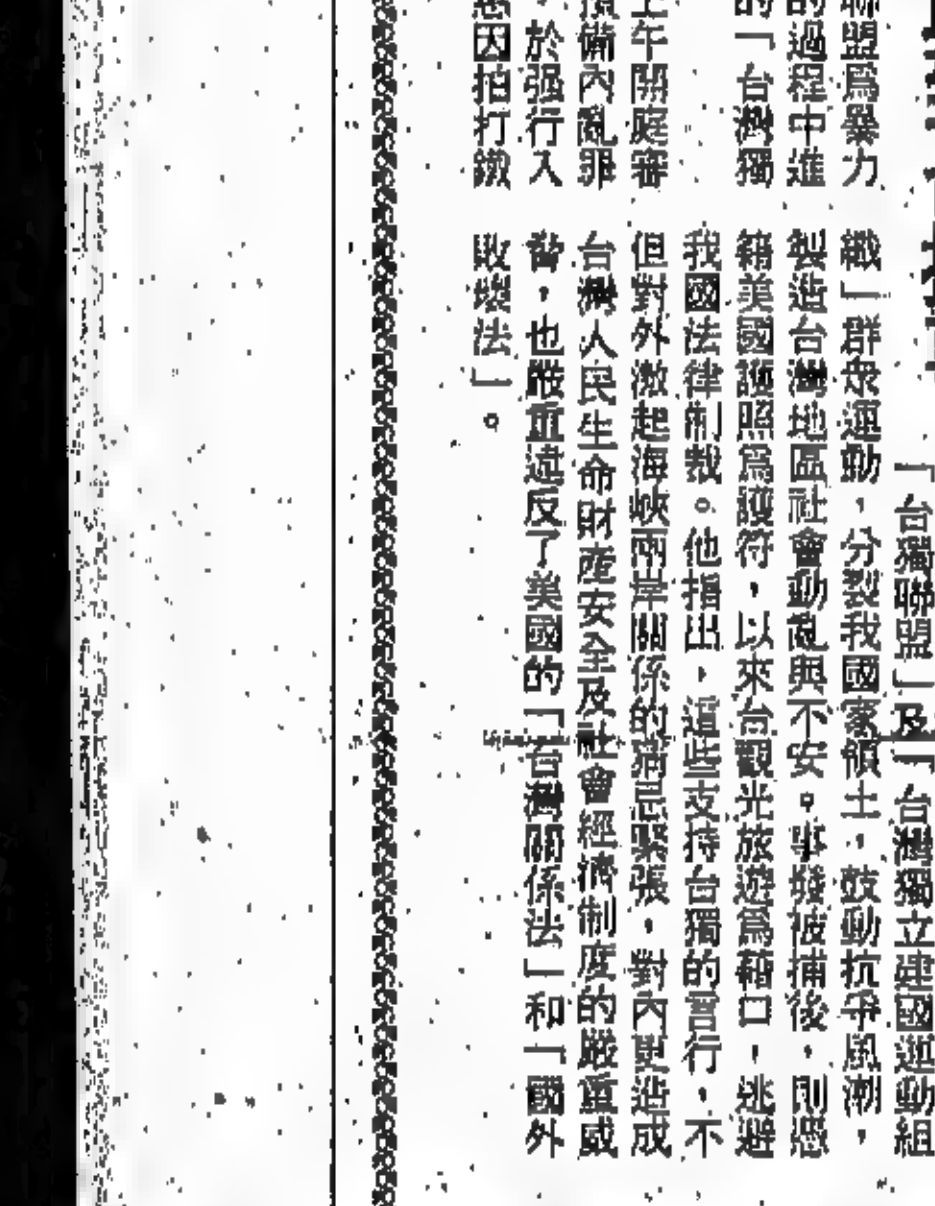 聯盟爲暴力
的過程中進
的「台灣獨
上午開庭審
預備內亂罪
，於强行入
因拍打鐵
「台獨聯盟」及「台灣獨立建國運動組
織」群衆運動，分裂我國家領土，鼓動抗爭風潮，
製造台灣地區社會動亂與不安。事發被捕後，則慿
籍美國護照爲護符，以來台觀光旅遊爲藉口，逃避
我國法律制裁。他指出，這些支持台獨的言行，不
但對外激起海峽兩岸關係的猜忌緊張，對內更造成
台灣人民生命財產安全及社會經濟制度的嚴重威
脅，也嚴重違反了美國的「台灣關係法」和「國外
敗壞法」。